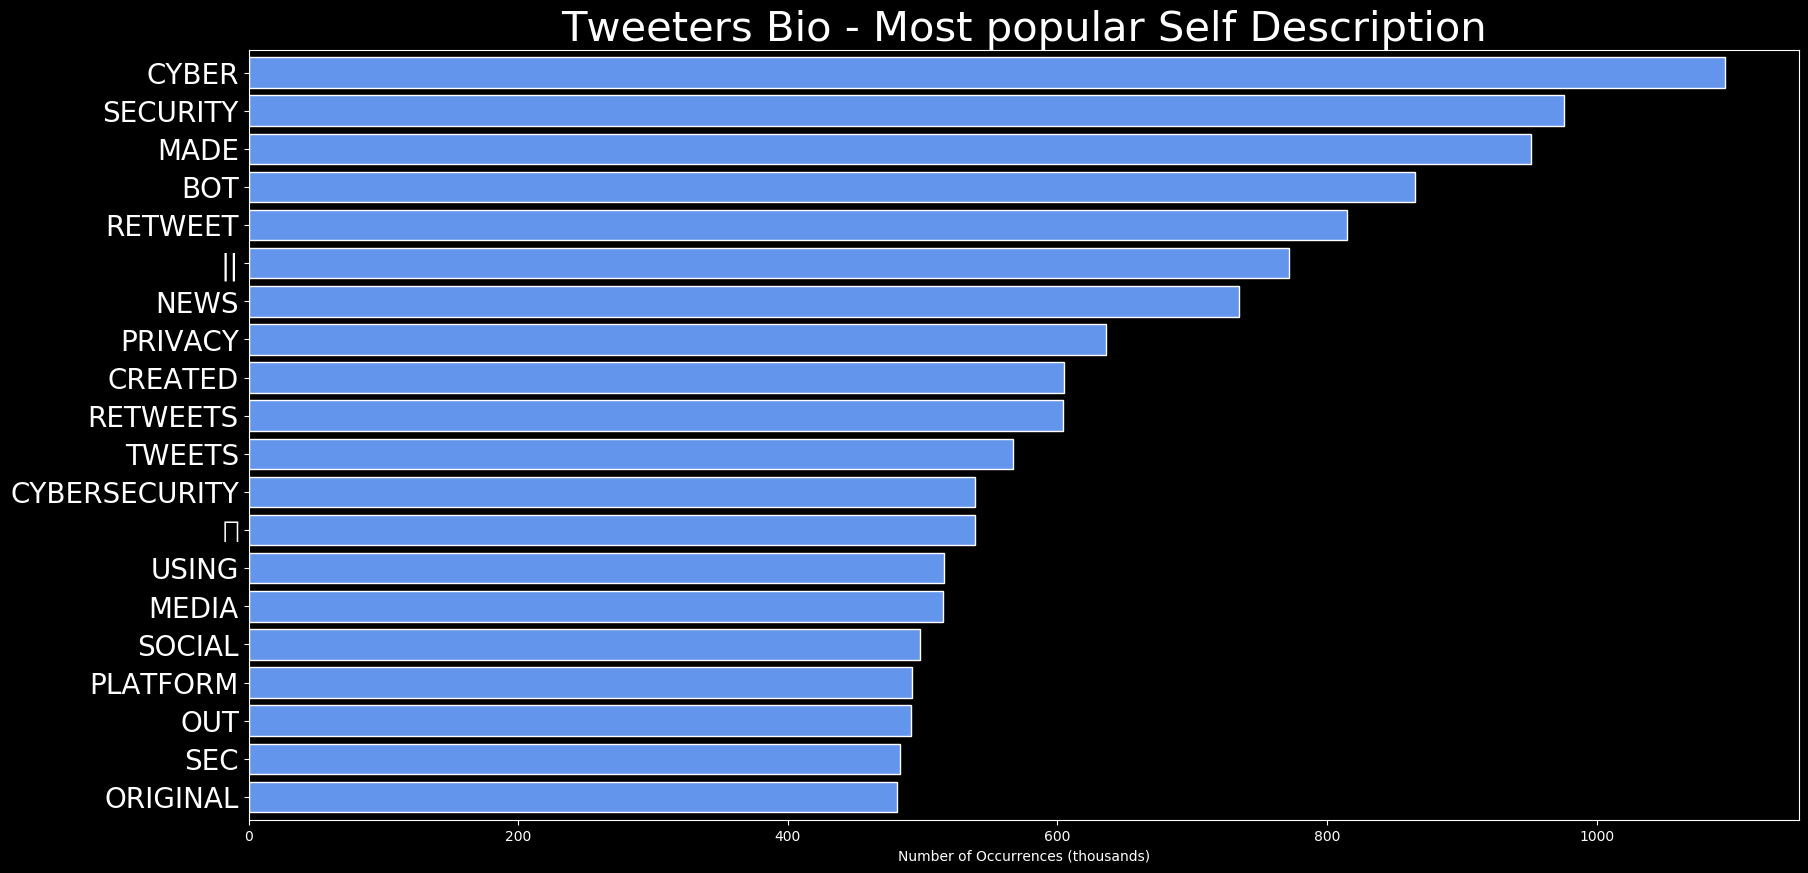 Tweeters Bio - Most popular Self Description
CYBER
SECURITY
MADE
BOT
RETWEET
||
NEWS
PRIVACY
CREATED
RETWEETS
TWEETS
CYBERSECURITY
USING
MEDIA
SOCIAL
PLATFORM
OUT
SEC
ORIGINAL
0 200 400 600 800 1000
Number of Occurrences (thousands)